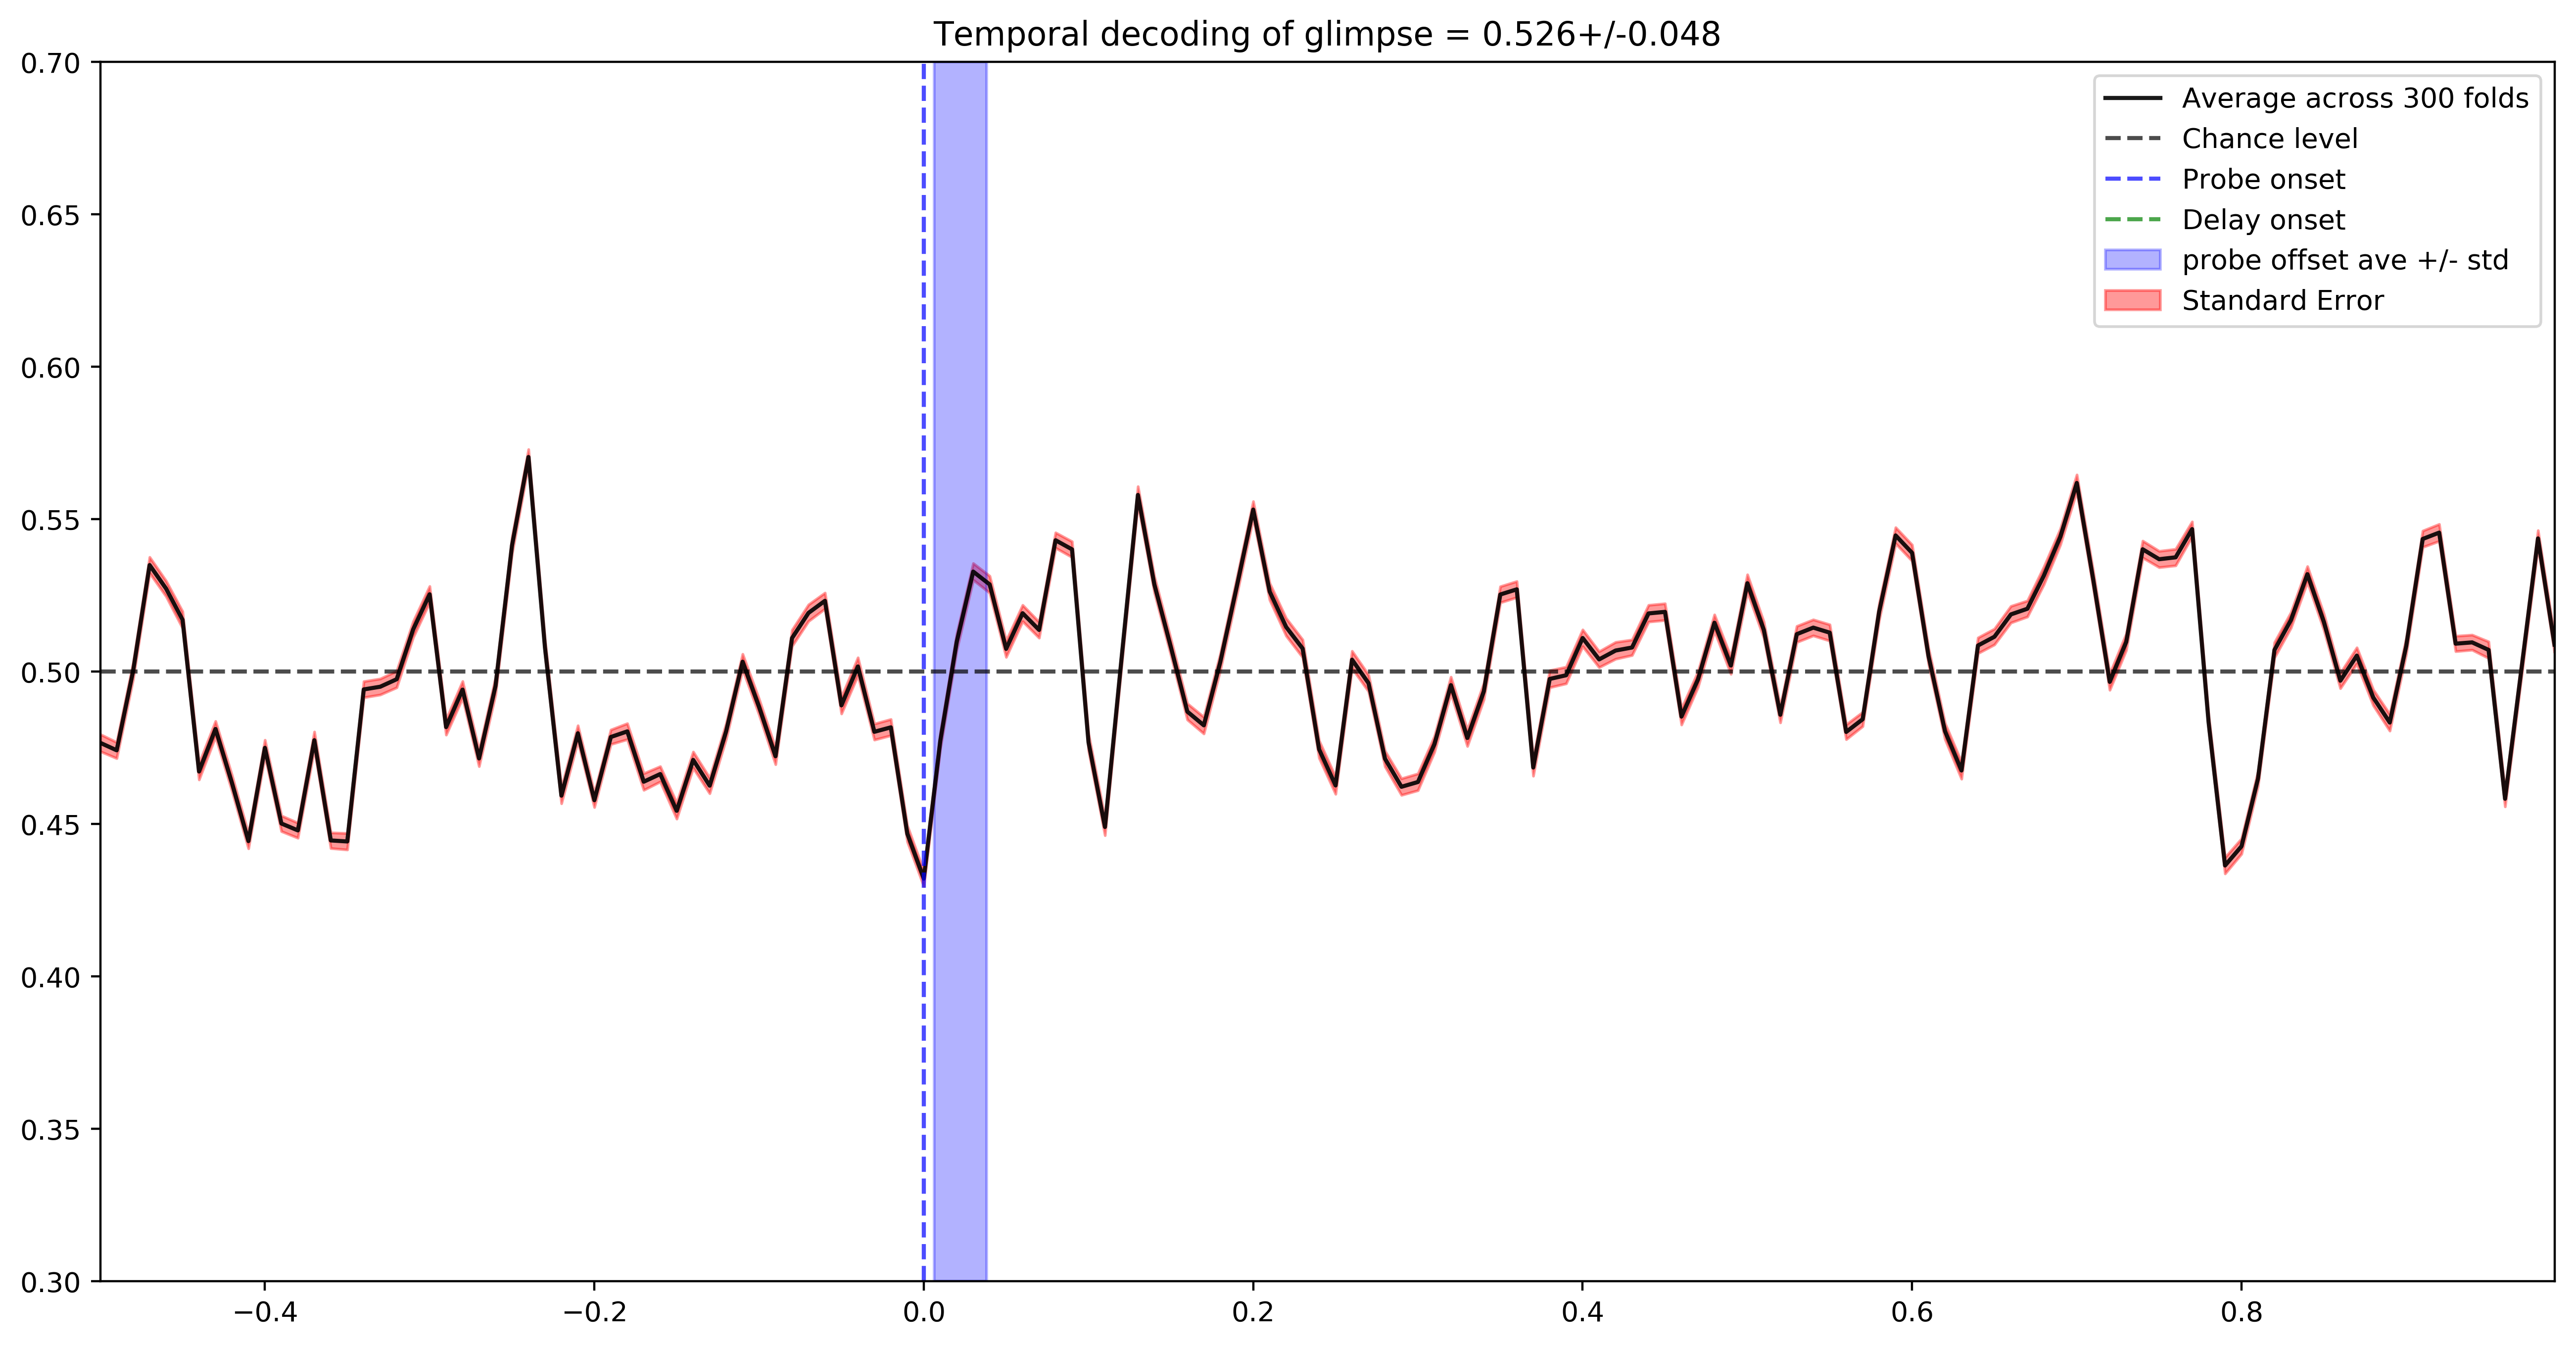 Temporal decoding of glimpse = 0.526+/-0.048
0.70
0.65
0.60
0.55
0.50
0.45
0.40
0.35
0.30
Average across 300 folds
Chance level
Probe onset
Delay onset
probe offset ave +/- std
Standard Error
−0.4
−0.2
0.0
0.2
0.4
0.6
0.8